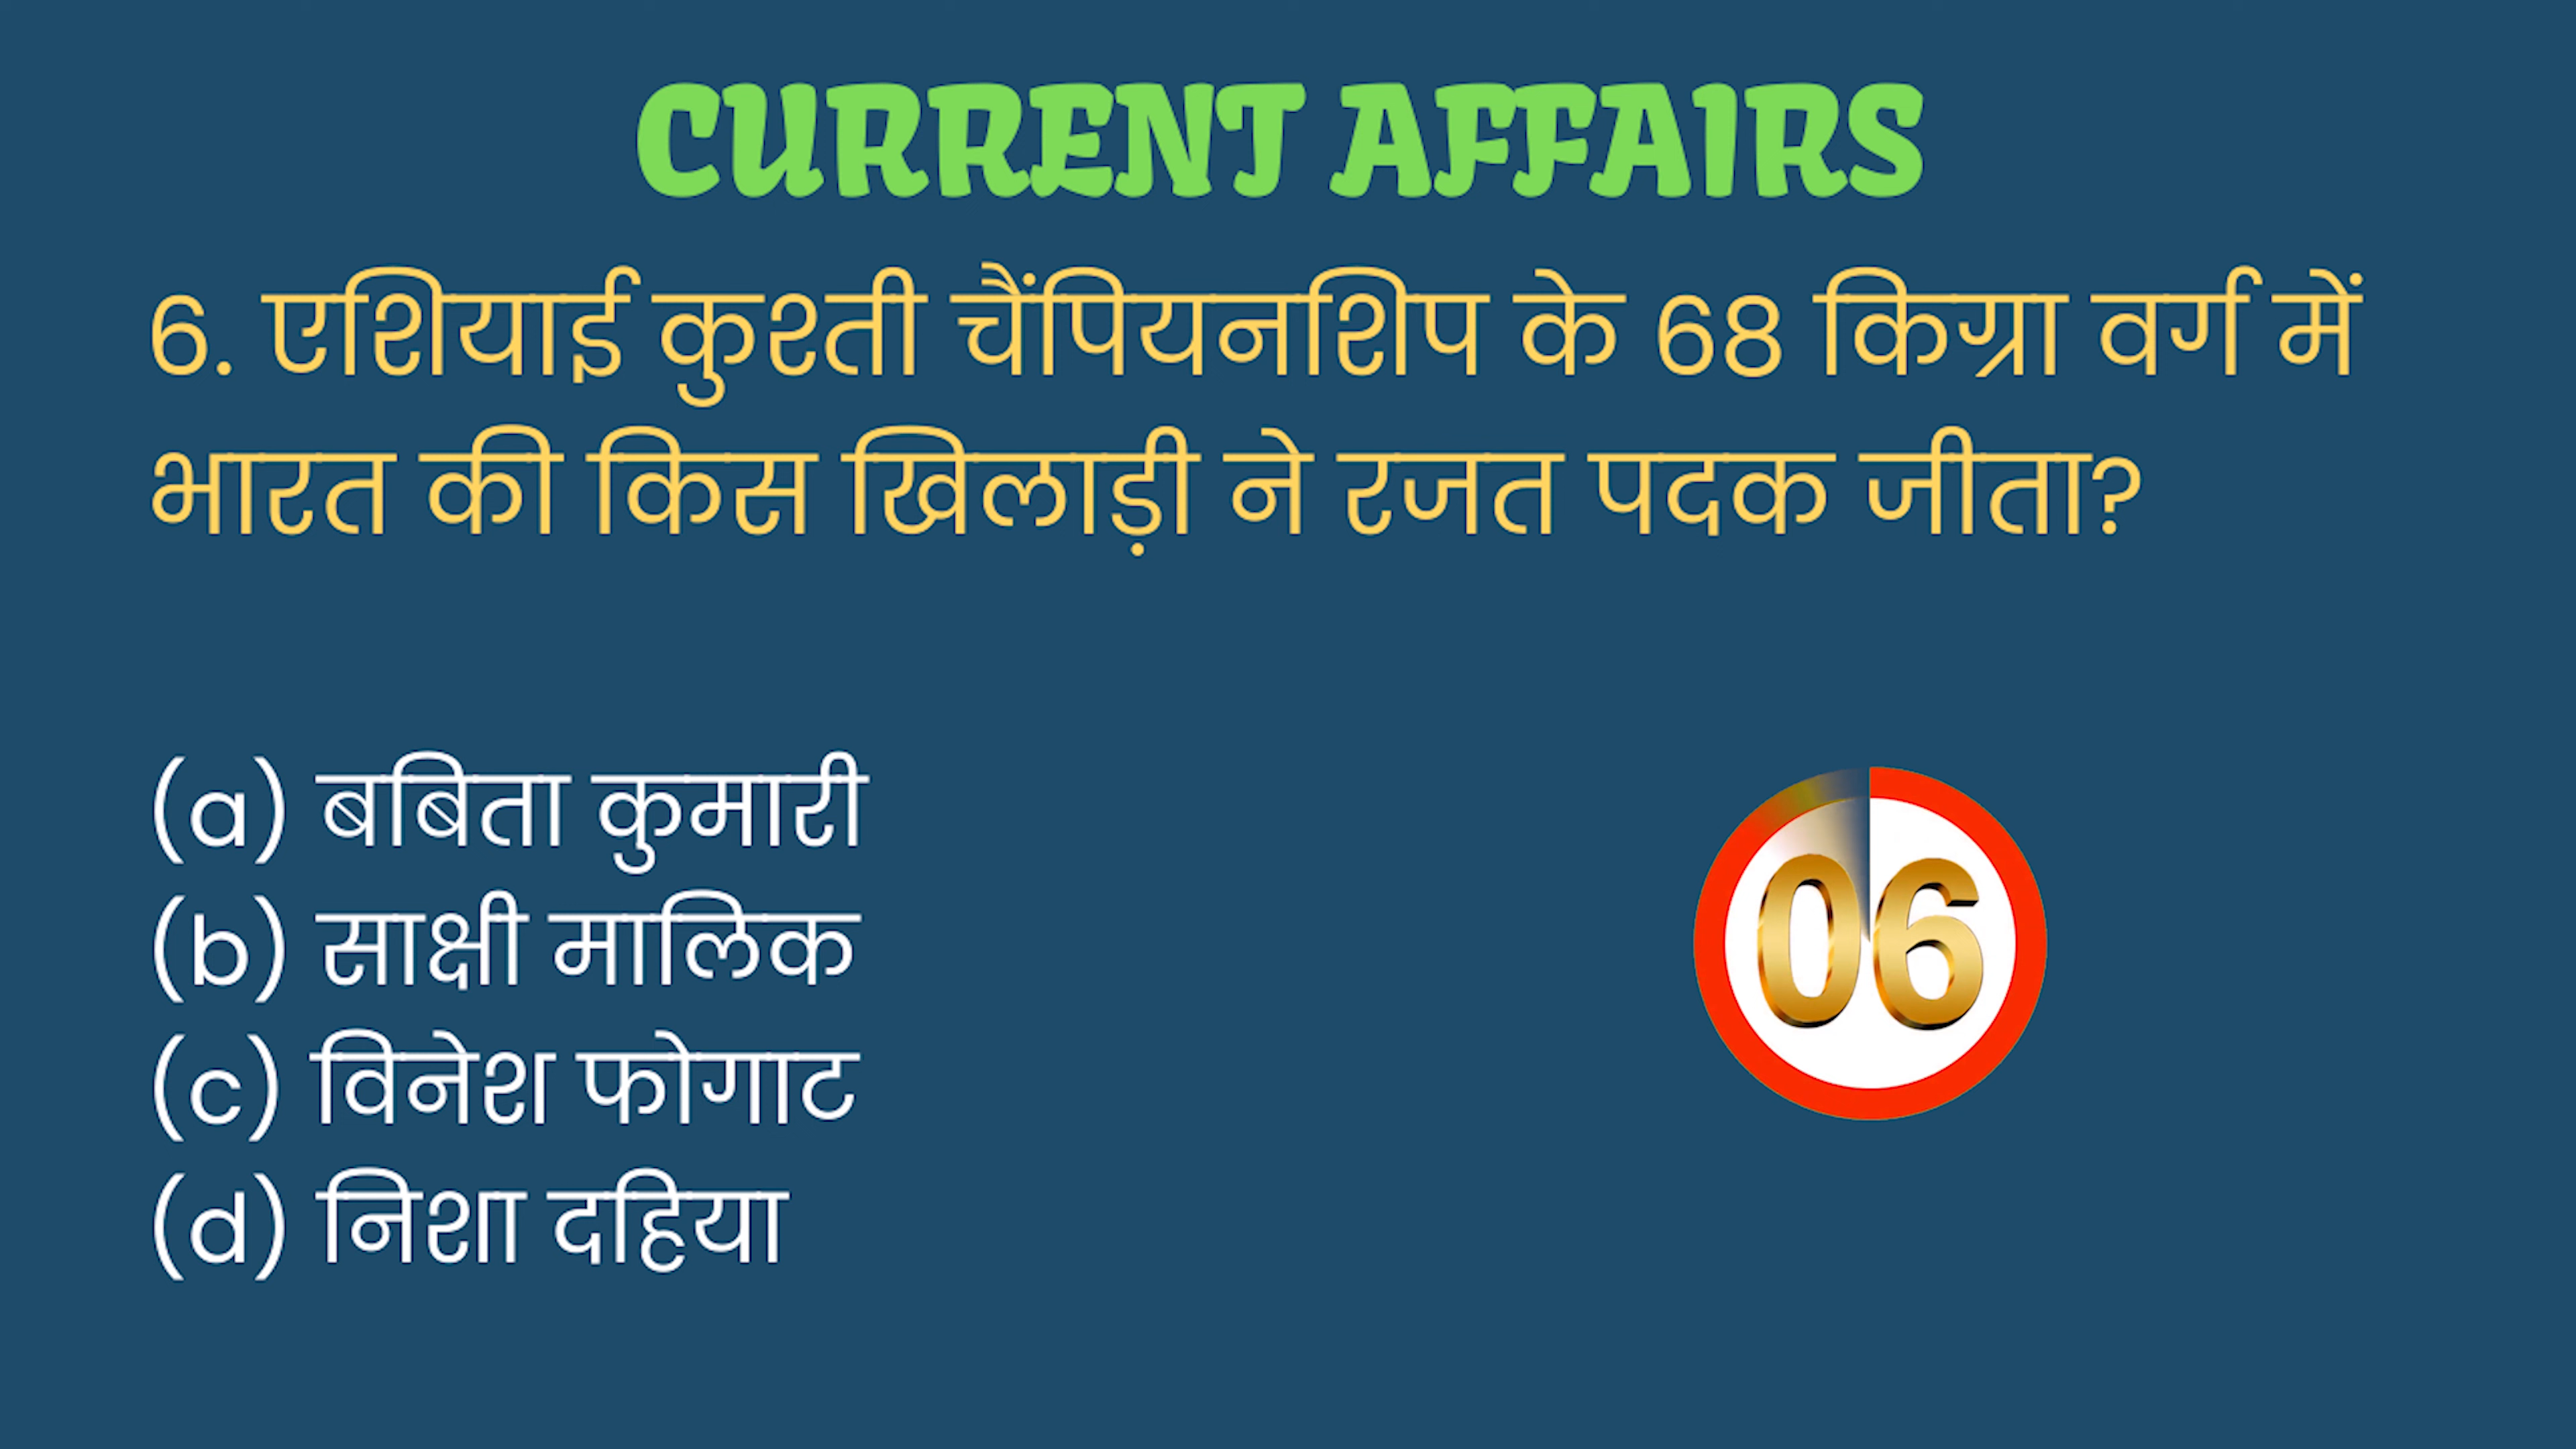 CURRENT AFFAIRS
6. एशियाई कुश्ती चैंपियनशिप के 68 किग्रा वर्ग में
भारत की किस खिलाड़ी ने रजत पदक जीता?
(a) बबिता कुमारी
(b) साक्षी मालिक
(c) विनेश फोगाट
(d) निशा दहिया
06